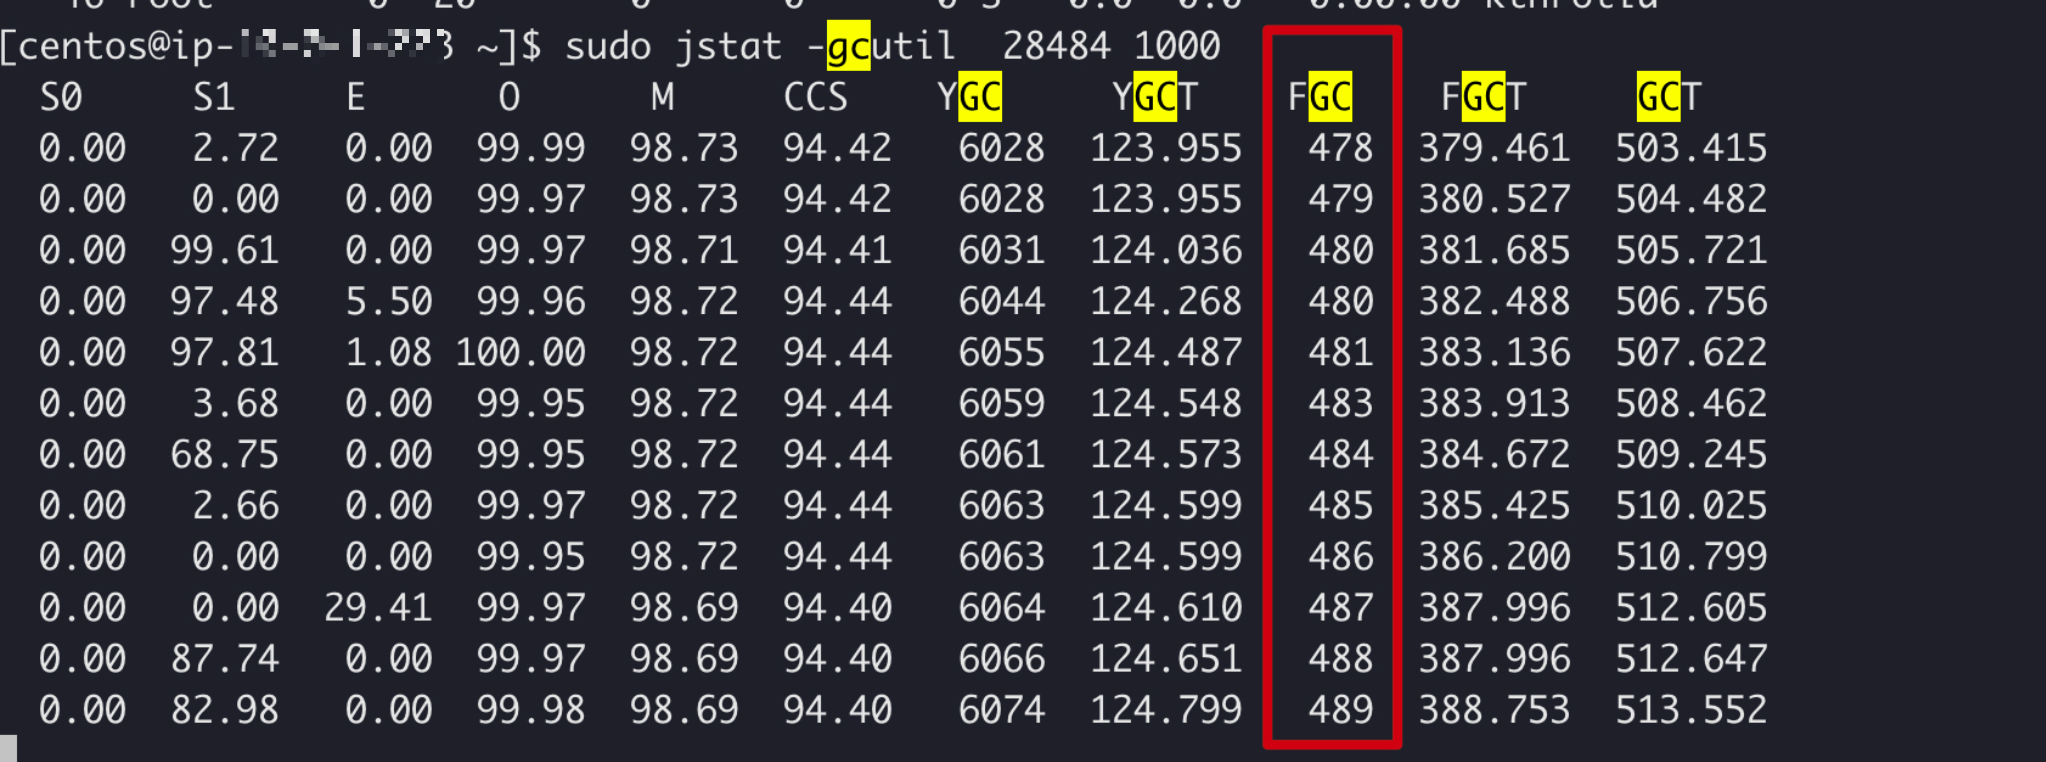 [centos@ip- ~]$ sudo jstat -gcutil  28484 1000
S0 S1 E O M CCS YGC YGCT FGC FGCT GCT
0.00 2.72 0.00 99.99 98.73 94.42 6028 123.955 478 379.461 503.415
0.00 0.00 0.00 99.97 98.73 94.42 6028 123.955 479 380.527 504.482
0.00 99.61 0.00 99.97 98.71 94.41 6031 124.036 480 381.685 505.721
0.00 97.48 5.50 99.96 98.72 94.44 6044 124.268 480 382.488 506.756
0.00 97.81 1.08 100.00 98.72 94.44 6055 124.487 481 383.136 507.622
0.00 3.68 0.00 99.95 98.72 94.44 6059 124.548 483 383.913 508.462
0.00 68.75 0.00 99.95 98.72 94.44 6061 124.573 484 384.672 509.245
0.00 2.66 0.00 99.97 98.72 94.44 6063 124.599 485 385.425 510.025
0.00 0.00 0.00 99.95 98.72 94.44 6063 124.599 486 386.200 510.799
0.00 0.00 29.41 99.97 98.69 94.40 6064 124.610 487 387.996 512.605
0.00 87.74 0.00 99.97 98.69 94.40 6066 124.651 488 387.996 512.647
0.00 82.98 0.00 99.98 98.69 94.40 6074 124.799 489 388.753 513.552